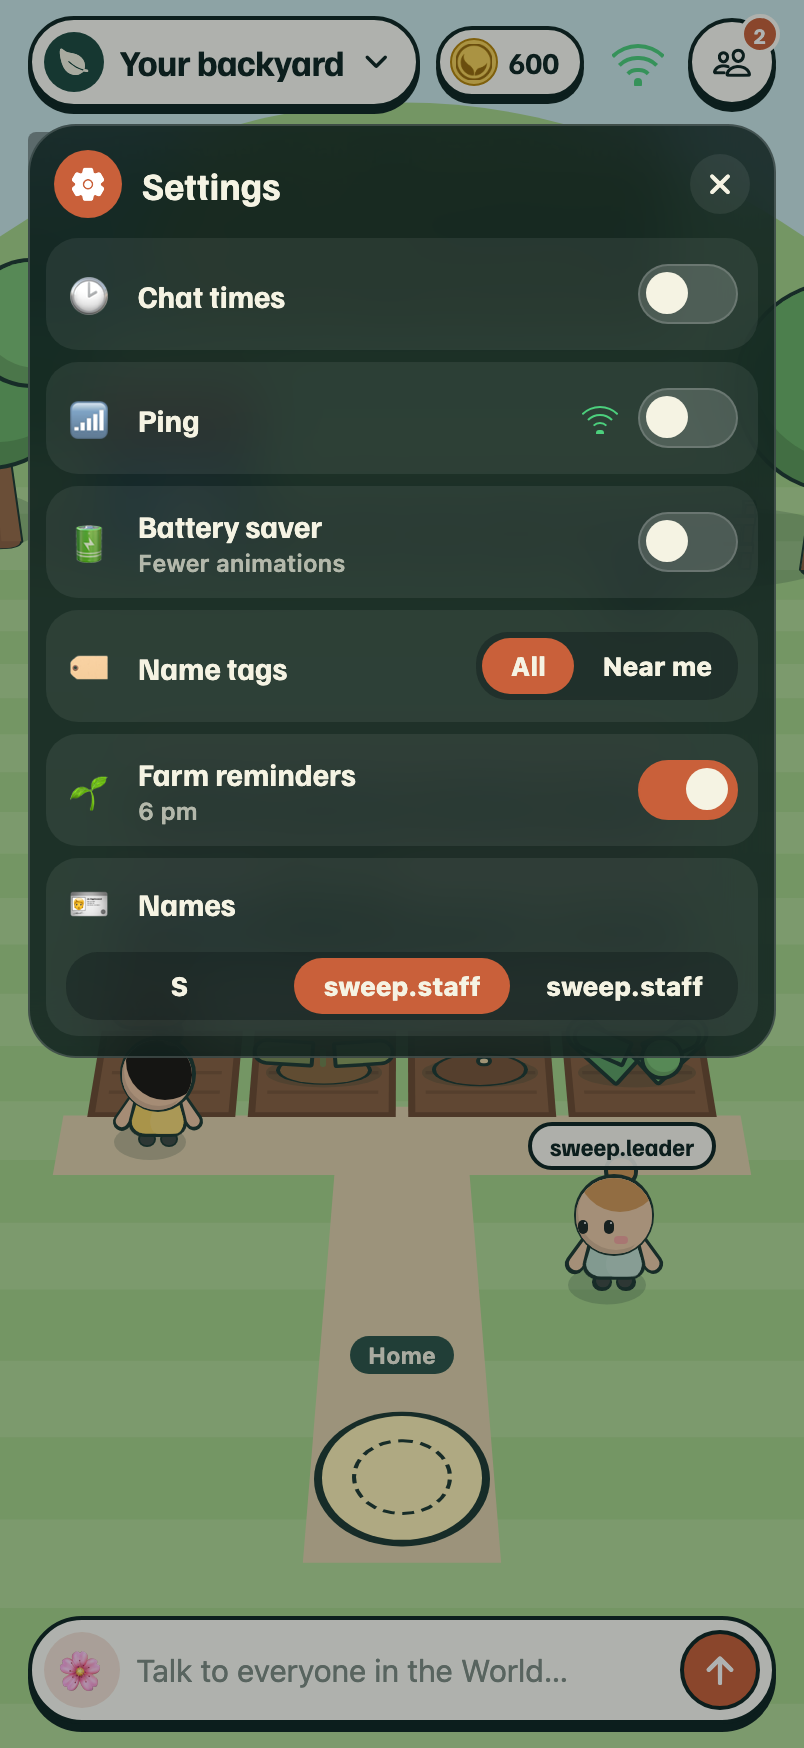 Your backyard
600
2
Settings
Chat times
Ping
Battery saver
Fewer animations
Name tags
All
Near me
Farm reminders
6 pm
Names
S
sweep.staff
sweep.staff
sweep.leader
Home
Talk to everyone in the World...